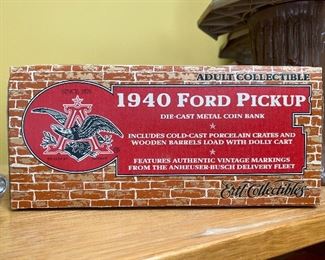 ADULT COLLECTIBLE
1940 FORD PICKUP
DIE-CAST METAL COIN BANK
INCLUDES COLD-CAST PORCELAIN CRATES AND
WOODEN BARRELS LOAD WITH DOLLY CART
FEATURES AUTHENTIC VINTAGE MARKINGS
FROM THE ANHEUSER-BUSCH DELIVERY FLEET
Ertl Collectibles